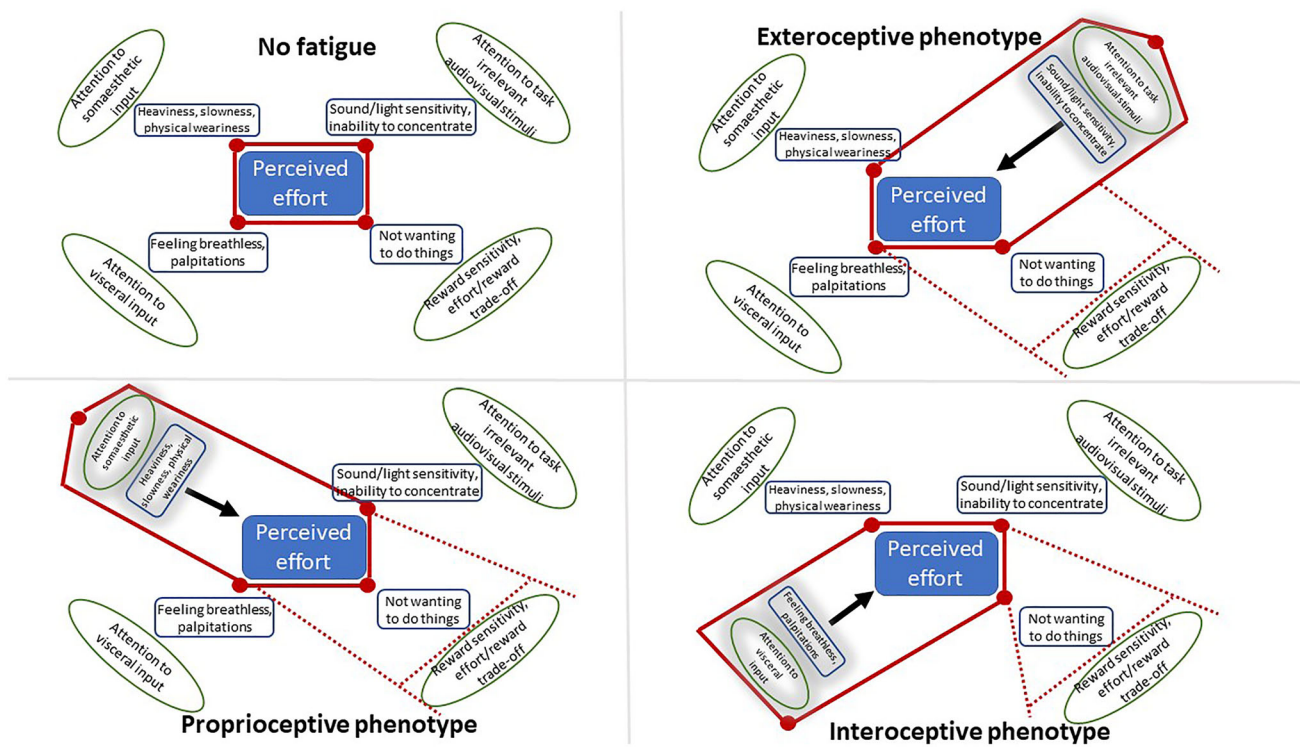 No fatigue
Attention to
somaesthetic
input
Attention to task
irrelevant
audiovisual stimuli
Heaviness, slowness,
physical weariness
Sound/light sensitivity,
inability to concentrate
Perceived
effort
Feeling breathless,
palpitations
Not wanting
to do things
Attention to
visceral input
Reward sensitivity,
effort/reward
trade-off
Exteroceptive phenotype
Attention to
somaesthetic
input
Attention to task
irrelevant
audiovisual stimuli
Sound/light sensitivity,
inability to concentrate
Heaviness, slowness,
physical weariness
Perceived
effort
Feeling breathless,
palpitations
Not wanting
to do things
Attention to
visceral input
Reward sensitivity,
effort/reward
trade-off
Attention to
somaesthetic
input
Heaviness,
slowness, physical
weariness
Attention to task
irrelevant
audiovisual stimuli
Sound/light sensitivity,
inability to concentrate
Perceived
effort
Feeling breathless,
palpitations
Not wanting
to do things
Attention to
visceral input
Reward sensitivity,
effort/reward
trade-off
Proprioceptive phenotype
Attention to
somaesthetic
input
Attention to task
irrelevant
audiovisual stimuli
Heaviness, slowness,
physical weariness
Sound/light sensitivity,
inability to concentrate
Perceived
effort
Feeling breathless,
palpitations
Attention to
visceral
input
Not wanting
to do things
Reward sensitivity,
effort/reward
trade-off
Interoceptive phenotype